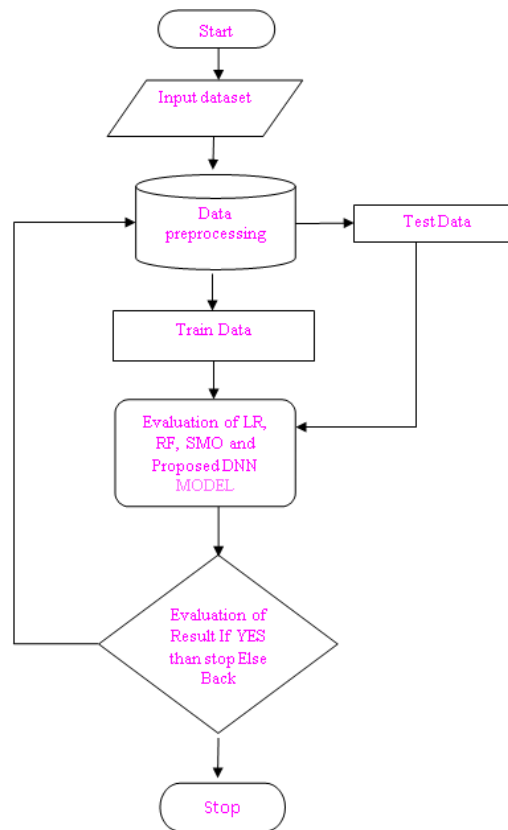 Start
Input dataset
Data
preprocessing
Test Data
Train Data
Evaluation of LR,
RF, SMO and
Proposed DNN
MODEL
Evaluation of
Result If YES
than stop Else
Back
Stop